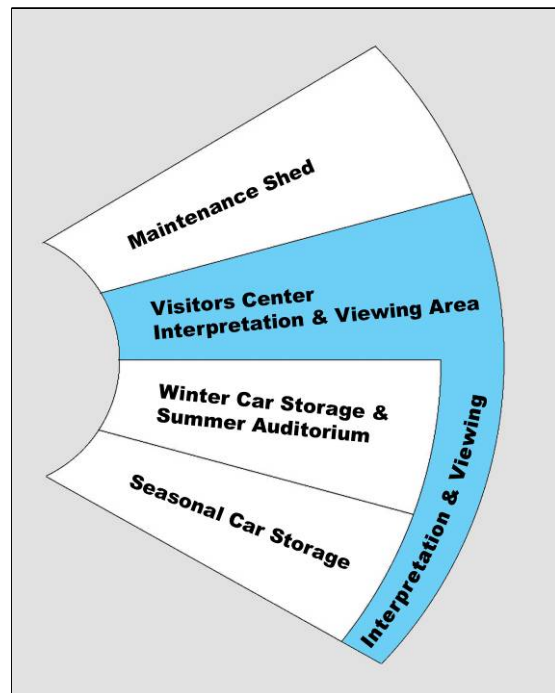 Maintenance Shed
Visitors Center
Interpretation & Viewing Area
Winter Car Storage &
Summer Auditorium
Seasonal Car Storage
Interpretation & Viewing